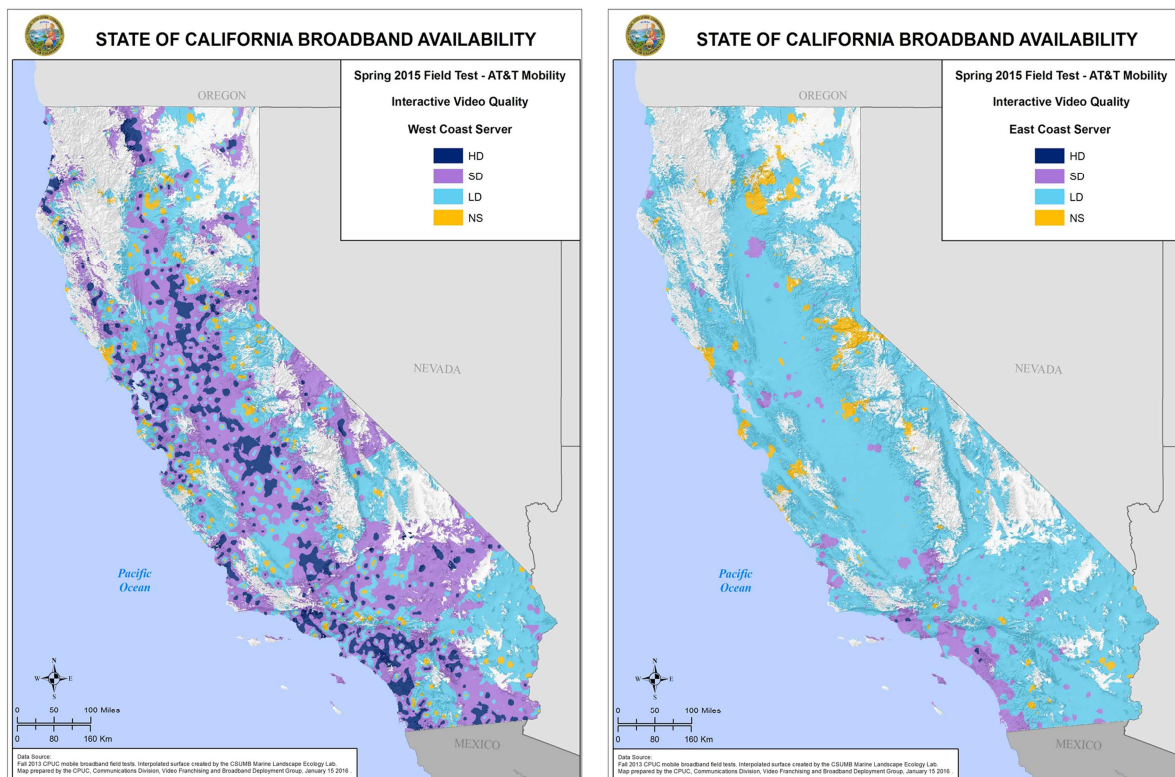 STATE OF CALIFORNIA BROADBAND AVAILABILITY
Spring 2015 Field Test - AT&T Mobility
Interactive Video Quality
West Coast Server
HD
SD
LD
NS
OREGON
NEVADA
Pacific
Ocean
MEXICO
N
W E
S
0 50 100 Miles
0 80 160 Km
Data Source:
Fall 2013 CPUC mobile broadband field tests. Interpolated surface created by the CSUMB Marine Landscape Ecology Lab.
Map prepared by the CPUC, Communications Division, Video Franchising and Broadband Deployment Group, January 15 2016 .
STATE OF CALIFORNIA BROADBAND AVAILABILITY
Spring 2015 Field Test - AT&T Mobility
Interactive Video Quality
East Coast Server
HD
SD
LD
NS
OREGON
NEVADA
Pacific
Ocean
MEXICO
N
W E
S
0 50 100 Miles
0 80 160 Km
Data Source:
Fall 2013 CPUC mobile broadband field tests. Interpolated surface created by the CSUMB Marine Landscape Ecology Lab.
Map prepared by the CPUC, Communications Division, Video Franchising and Broadband Deployment Group, January 15 2016 .